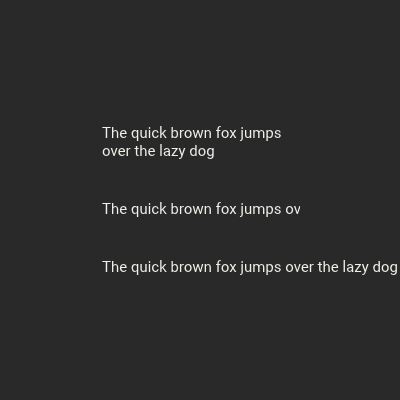 The quick brown fox jumps
over the lazy dog
The quick brown fox jumps ov
The quick brown fox jumps over the lazy dog